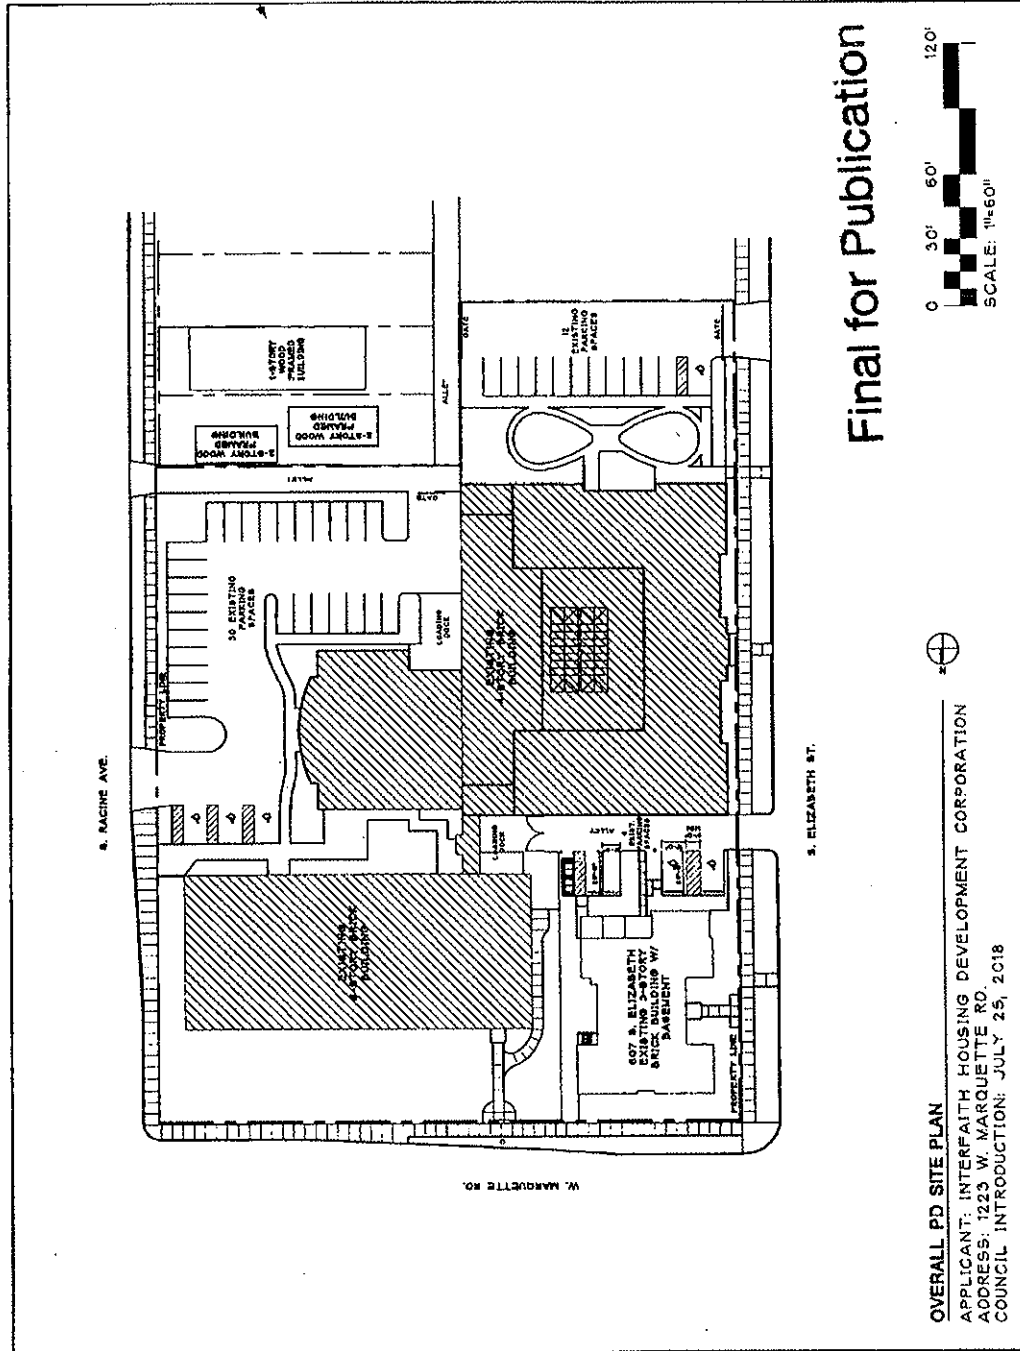 S. RACINE AVE.
PROPERTY LINE
30 EXISTING
PARKING
SPACES
ALLEY
GATE
LOADING
DOCK
2-STORY WOOD
FRAMED
BUILDING
2-STORY WOOD
FRAMED
BUILDING
1-STORY
WOOD
FRAMED
BUILDING
ALLEY
GATE
12
EXISTING
PARKING
SPACES
GATE
EXISTING
4-STORY BRICK
BUILDING
EXISTING
BRICK
BUILDING
LOADING
DOCK
ALLEY
4
PARKING
SPACES
607 S. ELIZABETH
EXISTING 3-STORY
BRICK BUILDING W/
BASEMENT
PROPERTY LINE
W. MARQUETTE RD.
S. ELIZABETH ST.
N
Final for Publication
0 30' 60' 120'
SCALE: 1"=60"
OVERALL PD SITE PLAN
APPLICANT: INTERFAITH HOUSING DEVELOPMENT CORPORATION
ADDRESS: 1223 W. MARQUETTE RD.
COUNCIL INTRODUCTION: JULY 25, 2018